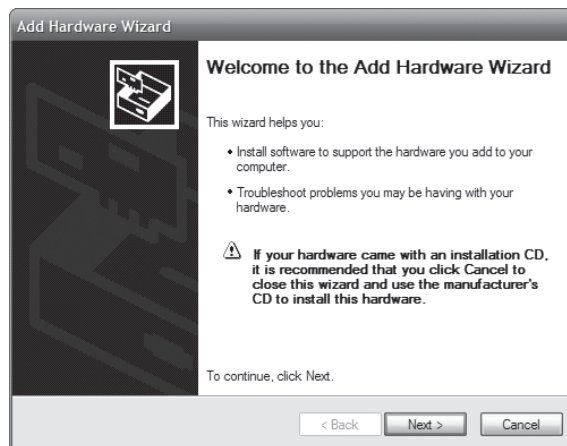 Add Hardware Wizard
Welcome to the Add Hardware Wizard
This wizard helps you:
• Install software to support the hardware you add to your
computer.
• Troubleshoot problems you may be having with your
hardware.
If your hardware came with an installation CD,
it is recommended that you click Cancel to
close this wizard and use the manufacturer's
CD to install this hardware.
To continue, click Next.
< Back
Next >
Cancel